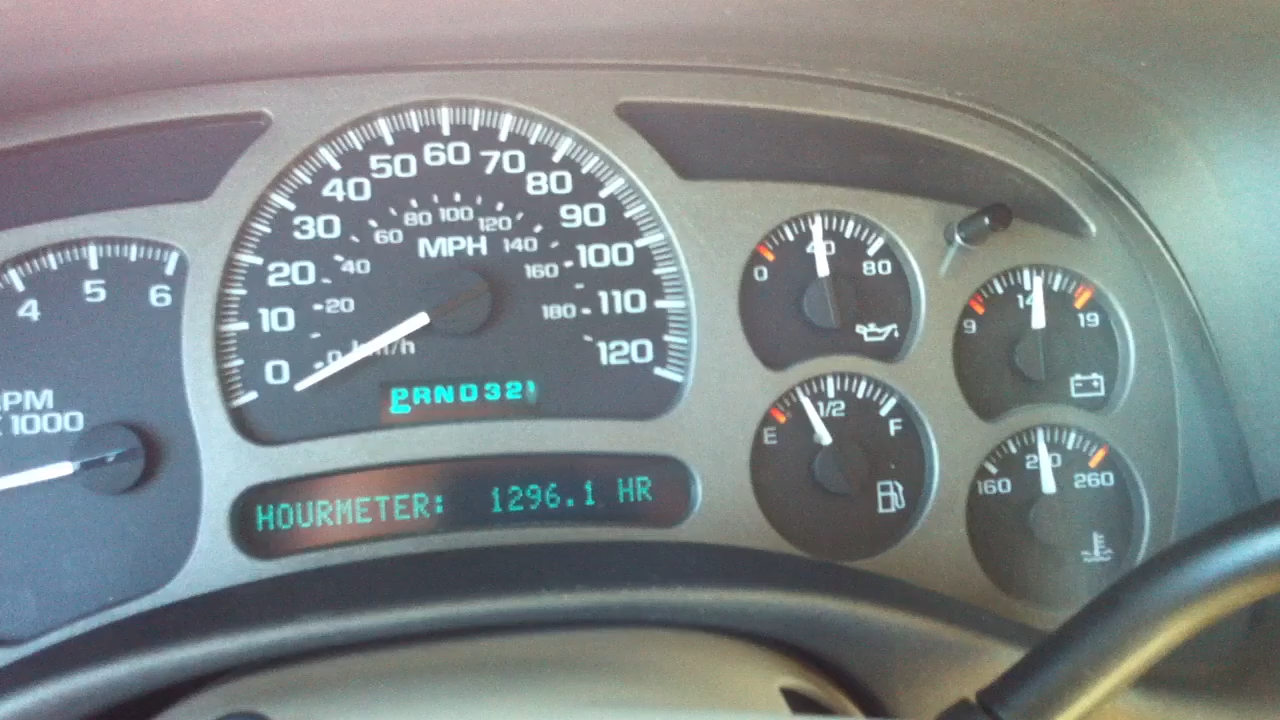 4 5 6
PM
X 1000
0 10 20 30 40 50 60 70 80 90 100 110 120
MPH
0 20 40 60 80 100 120 140 160 180
km/h
PRND321
HOURMETER: 1296.1 HR
0 40 80
9 14 19
E 1/2 F
160 210 260